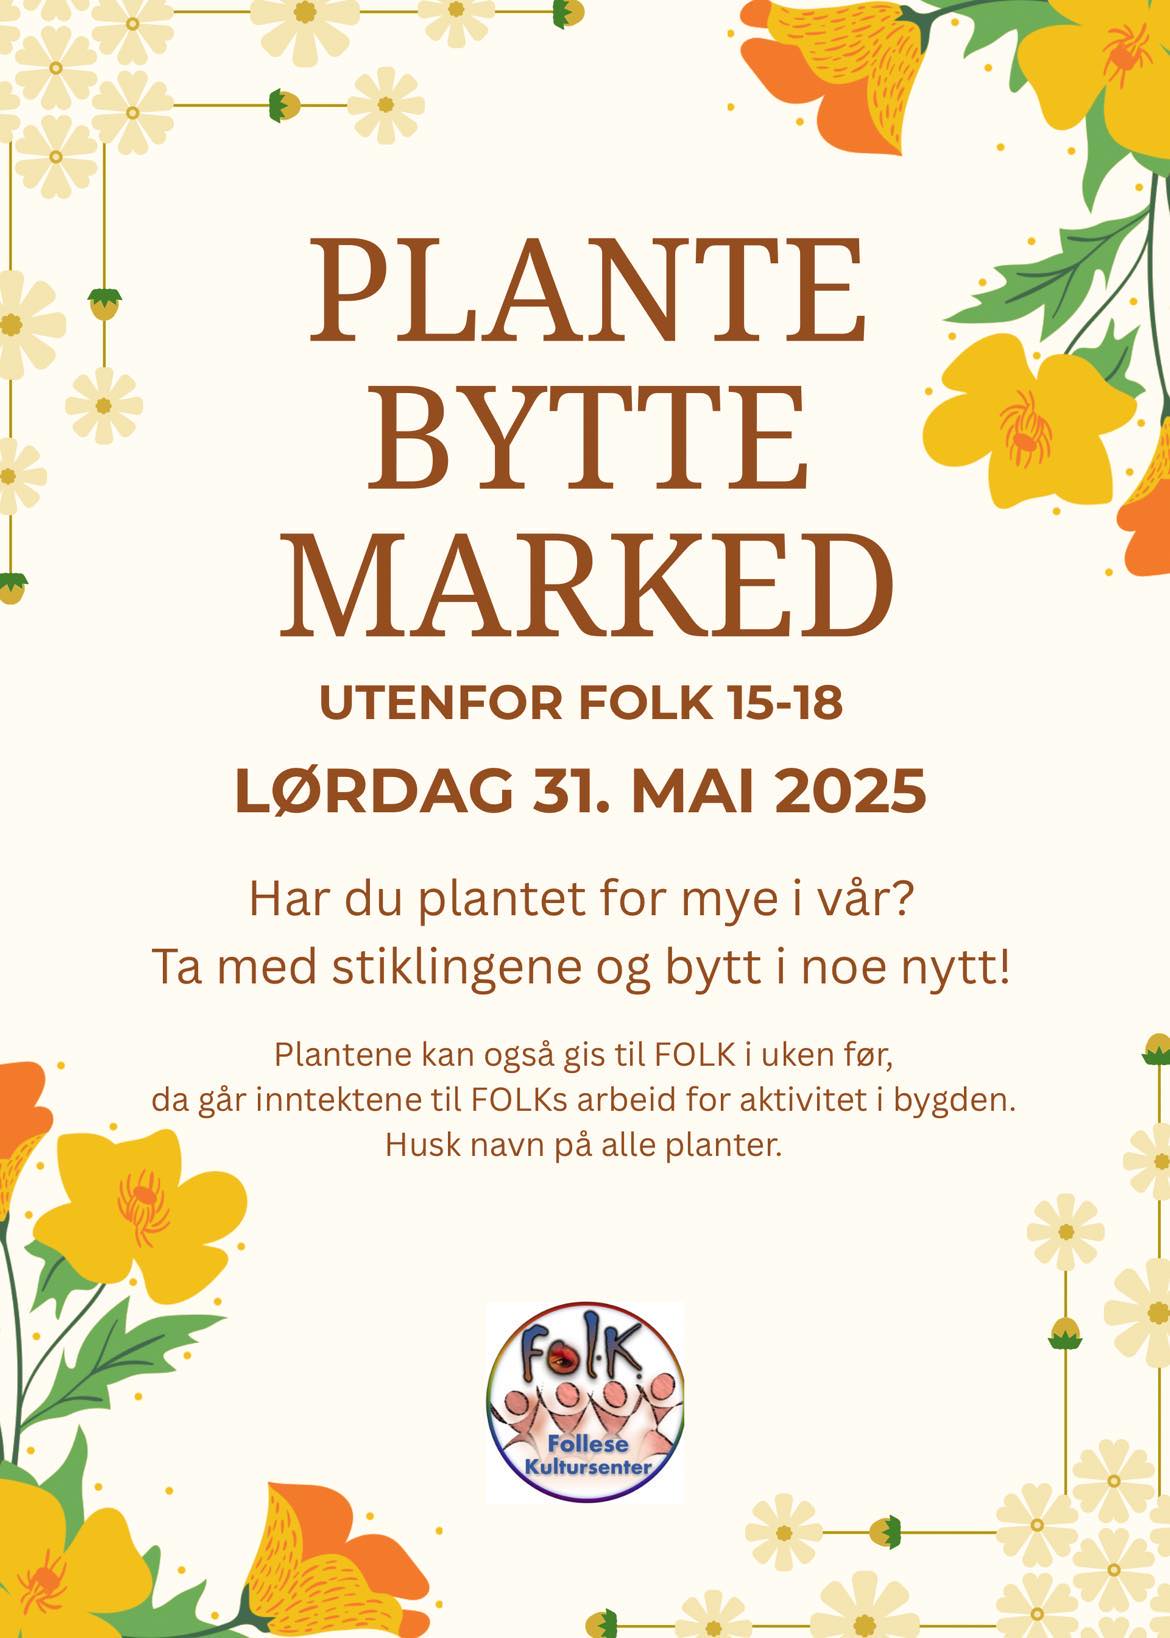 PLANTE
BYTTE
MARKED
UTENFOR FOLK 15-18
LØRDAG 31. MAI 2025
Har du plantet for mye i vår?
Ta med stiklingene og bytt i noe nytt!
Plantene kan også gis til FOLK i uken før,
da går inntektene til FOLKs arbeid for aktivitet i bygden.
Husk navn på alle planter.
FolK
Follese
Kultursenter